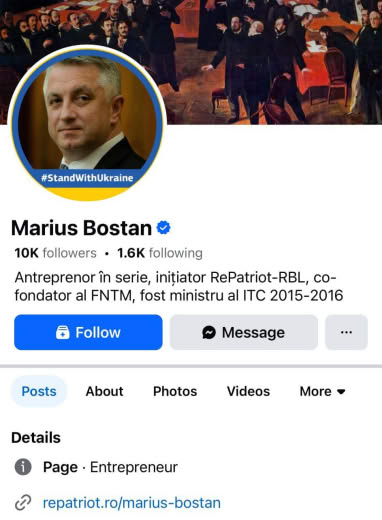 #StandWithUkraine
Marius Bostan
10K followers • 1.6K following
Antreprenor în serie, inițiator RePatriot-RBL, co-
fondator al FNTM, fost ministru al ITC 2015-2016
Follow
Message
...
Posts
About
Photos
Videos
More
Details
Page · Entrepreneur
repatriot.ro/marius-bostan